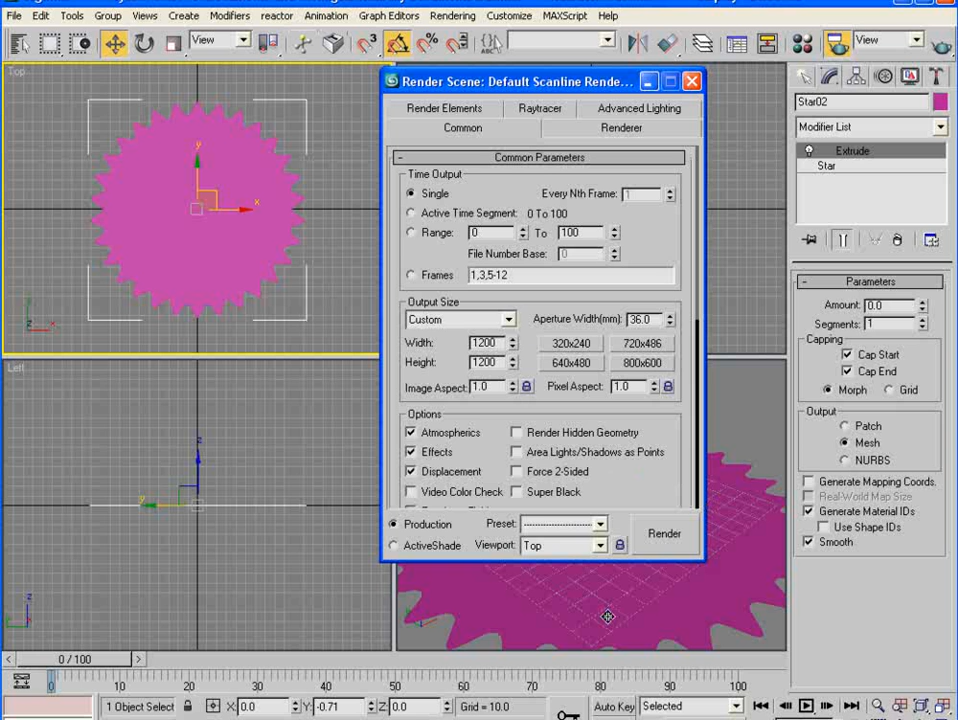 File Edit Tools Group Views Create Modifiers reactor Animation Graph Editors Rendering Customize MAXScript Help
View View
Top
Left
y
x
z
y
z
x
z
y
Render Scene: Default Scanline Rende...
Render Elements Raytracer Advanced Lighting
Common Renderer
- Common Parameters
Time Output
Single Every Nth Frame: 1
Active Time Segment: 0 To 100
Range: 0 To 100
File Number Base: 0
Frames 1,3,5-12
Output Size
Custom Aperture Width(mm): 36.0
Width: 1200 320x240 720x486
Height: 1200 640x480 800x600
Image Aspect: 1.0 Pixel Aspect: 1.0
Options
Atmospherics Render Hidden Geometry
Effects Area Lights/Shadows as Points
Displacement Force 2-Sided
Video Color Check Super Black
Production Preset: --------------------
ActiveShade Viewport: Top
Render
Star02
Modifier List
Extrude
Star
- Parameters
Amount: 0.0
Segments: 1
Capping
Cap Start
Cap End
Morph Grid
Output
Patch
Mesh
NURBS
Generate Mapping Coords.
Real-World Map Size
Generate Material IDs
Use Shape IDs
Smooth
< 0 / 100 >
0 10 20 30 40 50 60 70 80 90 100
1 Object Selected X: 0.0 Y: -0.71 Z: 0.0 Grid = 10.0 Auto Key Selected